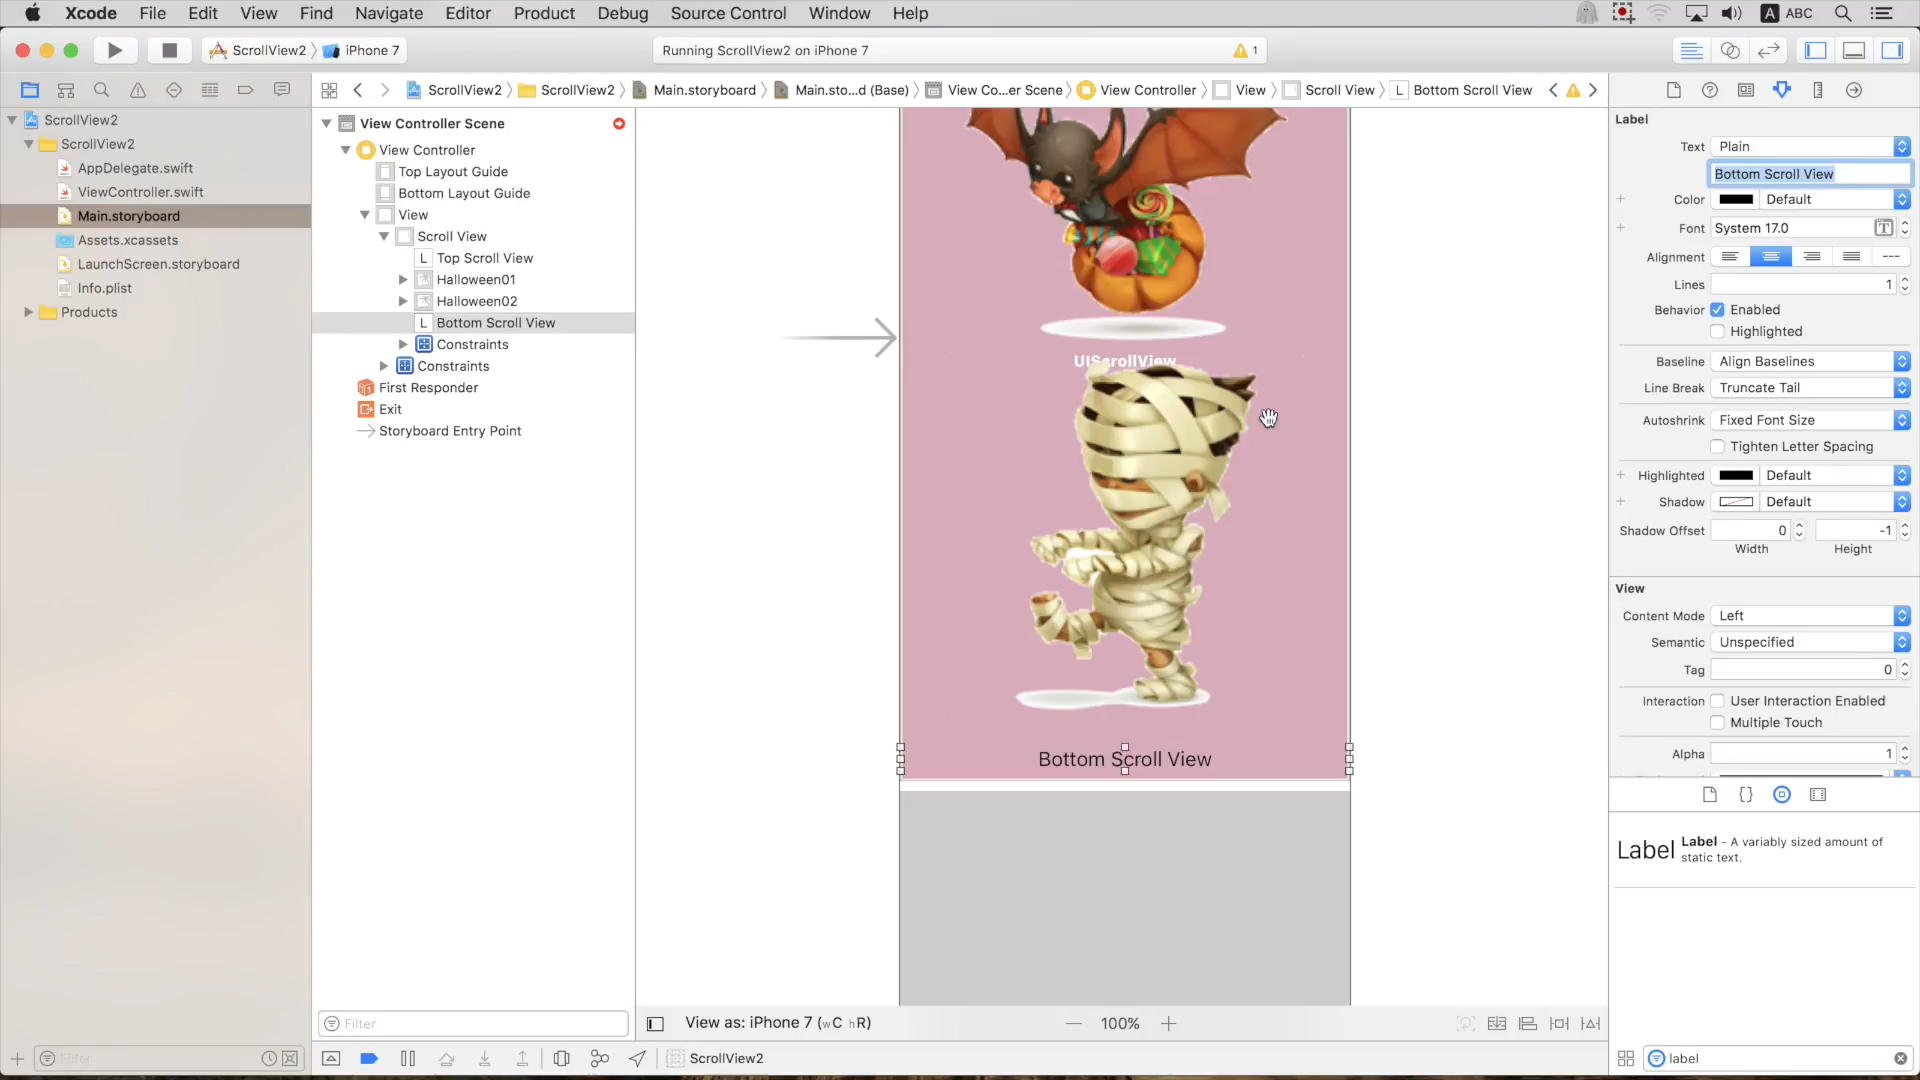 Xcode File Edit View Find Navigate Editor Product Debug Source Control Window Help A ABC
ScrollView2 iPhone 7 Running ScrollView2 on iPhone 7 1
ScrollView2 ScrollView2 Main.storyboard Main.sto...d (Base) View Co...er Scene View Controller View Scroll View L Bottom Scroll View
ScrollView2
ScrollView2
AppDelegate.swift
ViewController.swift
Main.storyboard
Assets.xcassets
LaunchScreen.storyboard
Info.plist
Products
Filter
View Controller Scene
View Controller
Top Layout Guide
Bottom Layout Guide
View
Scroll View
L Top Scroll View
Halloween01
Halloween02
L Bottom Scroll View
Constraints
Constraints
First Responder
Exit
Storyboard Entry Point
Filter
UIScrollView
Bottom Scroll View
View as: iPhone 7 (wC hR)
100%
ScrollView2
Label
Text Plain
Bottom Scroll View
Color Default
Font System 17.0 T
Alignment
Lines 1
Behavior Enabled
Highlighted
Baseline Align Baselines
Line Break Truncate Tail
Autoshrink Fixed Font Size
Tighten Letter Spacing
Highlighted Default
Shadow Default
Shadow Offset 0 -1
Width Height
View
Content Mode Left
Semantic Unspecified
Tag 0
Interaction User Interaction Enabled
Multiple Touch
Alpha 1
Label Label - A variably sized amount of
static text.
label